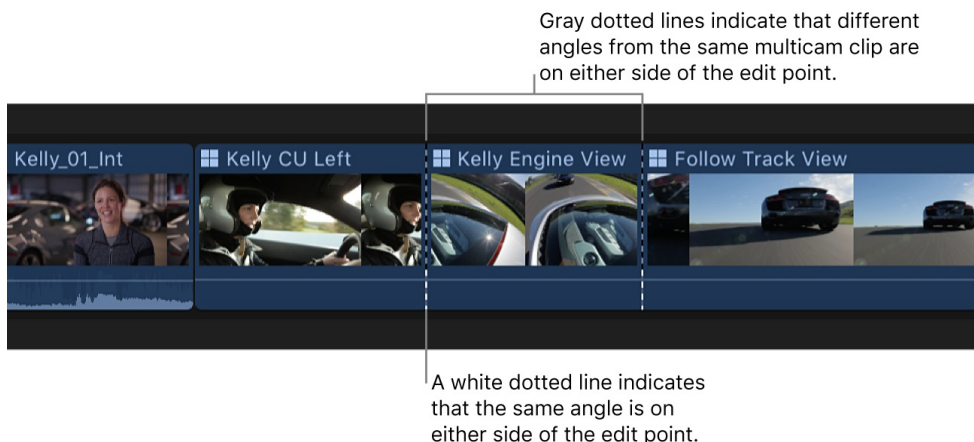 Gray dotted lines indicate that different
angles from the same multicam clip are
on either side of the edit point.
Kelly_01_Int
Kelly CU Left
Kelly Engine View
Follow Track View
A white dotted line indicates
that the same angle is on
either side of the edit point.